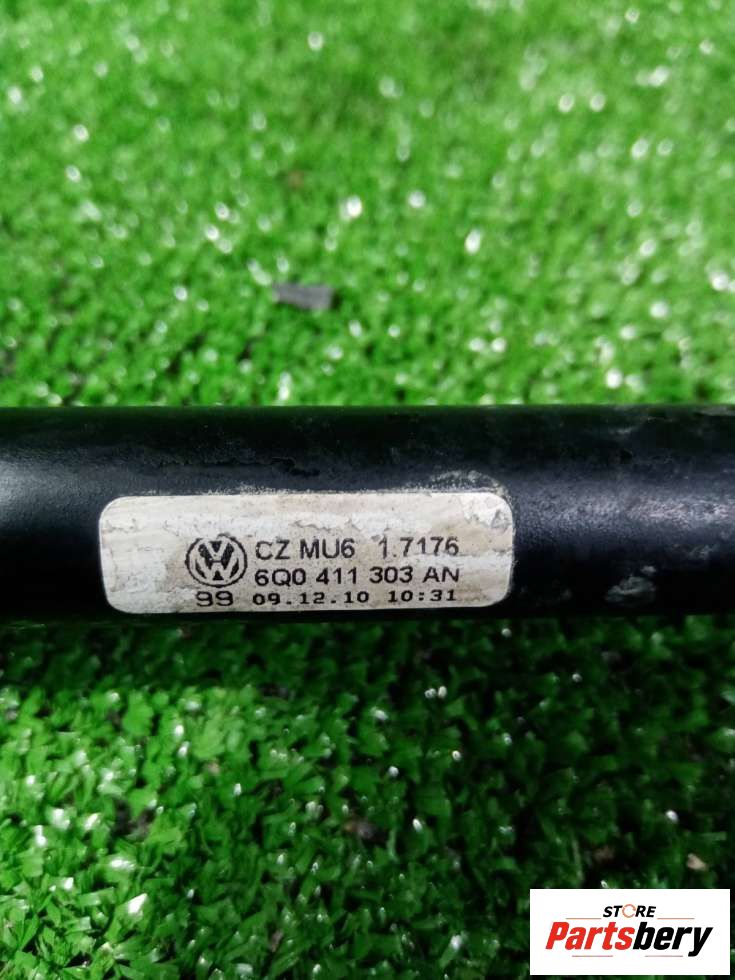 CZ MU6 1.7176
6Q0 411 303 AN
99 09.12.10 10:31
STORE
Partsbery